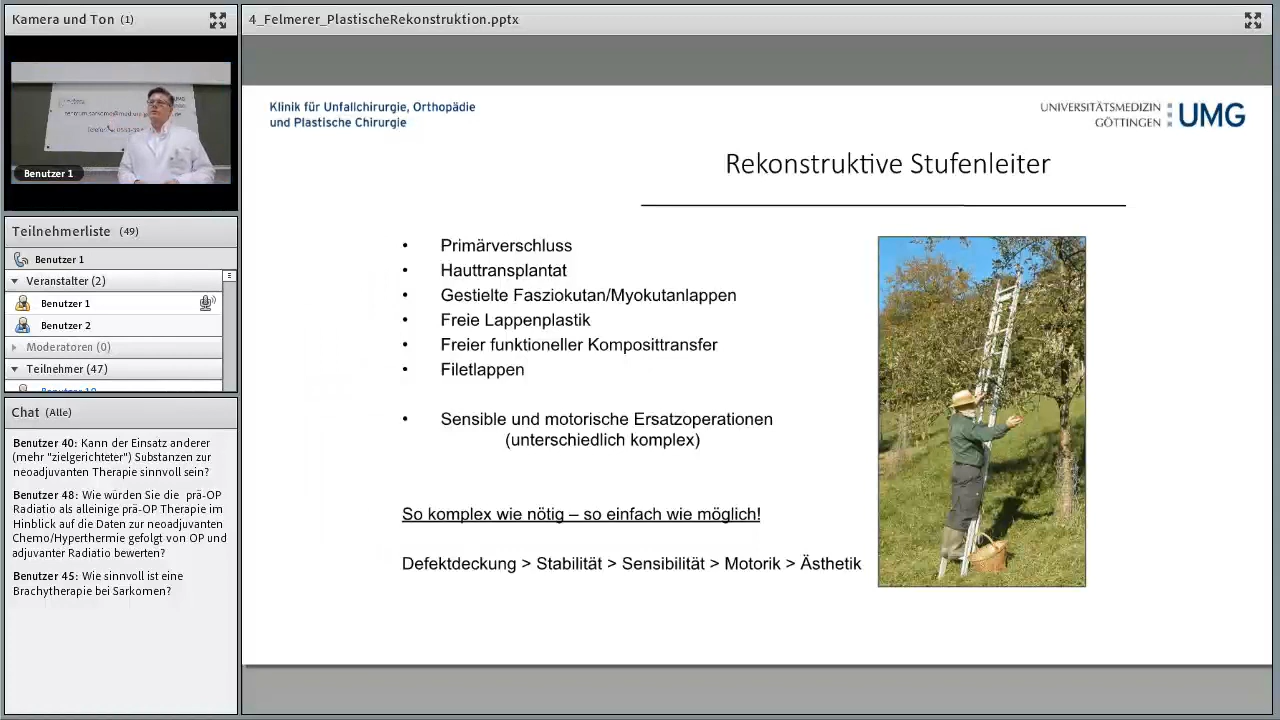 Kamera und Ton (1)
Benutzer 1
Teilnehmerliste (49)
Benutzer 1
Veranstalter (2)
Benutzer 1
Benutzer 2
Moderatoren (0)
Teilnehmer (47)
Chat (Alle)
Benutzer 40: Kann der Einsatz anderer
(mehr "zielgerichteter") Substanzen zur
neoadjuvanten Therapie sinnvoll sein?
Benutzer 48: Wie würden Sie die prä-OP
Radiatio als alleinige prä-OP Therapie im
Hinblick auf die Daten zur neoadjuvanten
Chemo/Hyperthermie gefolgt von OP und
adjuvanter Radiatio bewerten?
Benutzer 45: Wie sinnvoll ist eine
Brachytherapie bei Sarkomen?
4_Felmerer_PlastischeRekonstruktion.pptx
Klinik für Unfallchirurgie, Orthopädie
und Plastische Chirurgie
UNIVERSITÄTSMEDIZIN
GÖTTINGEN
UMG
Rekonstruktive Stufenleiter
• Primärverschluss
• Hauttransplantat
• Gestielte Fasziokutan/Myokutanlappen
• Freie Lappenplastik
• Freier funktioneller Komposittransfer
• Filetlappen
• Sensible und motorische Ersatzoperationen
(unterschiedlich komplex)
So komplex wie nötig – so einfach wie möglich!
Defektdeckung > Stabilität > Sensibilität > Motorik > Ästhetik